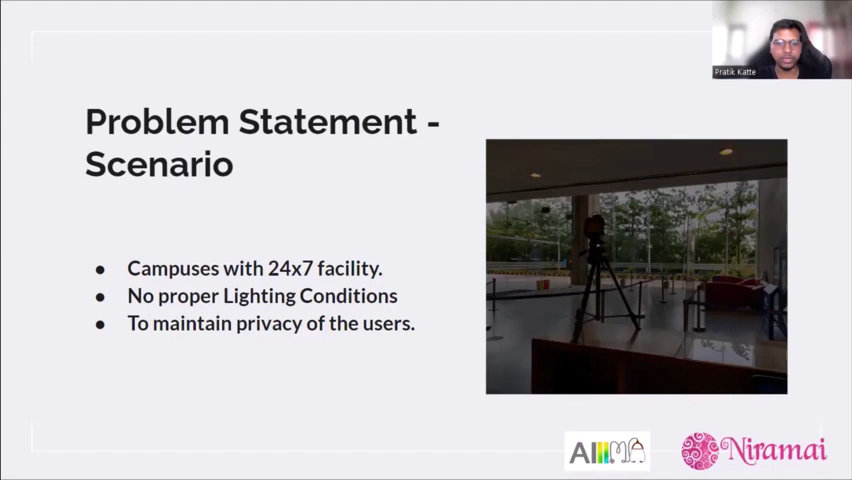 Pratik Katte
Problem Statement -
Scenario
● Campuses with 24x7 facility.
● No proper Lighting Conditions
● To maintain privacy of the users.
Niramai